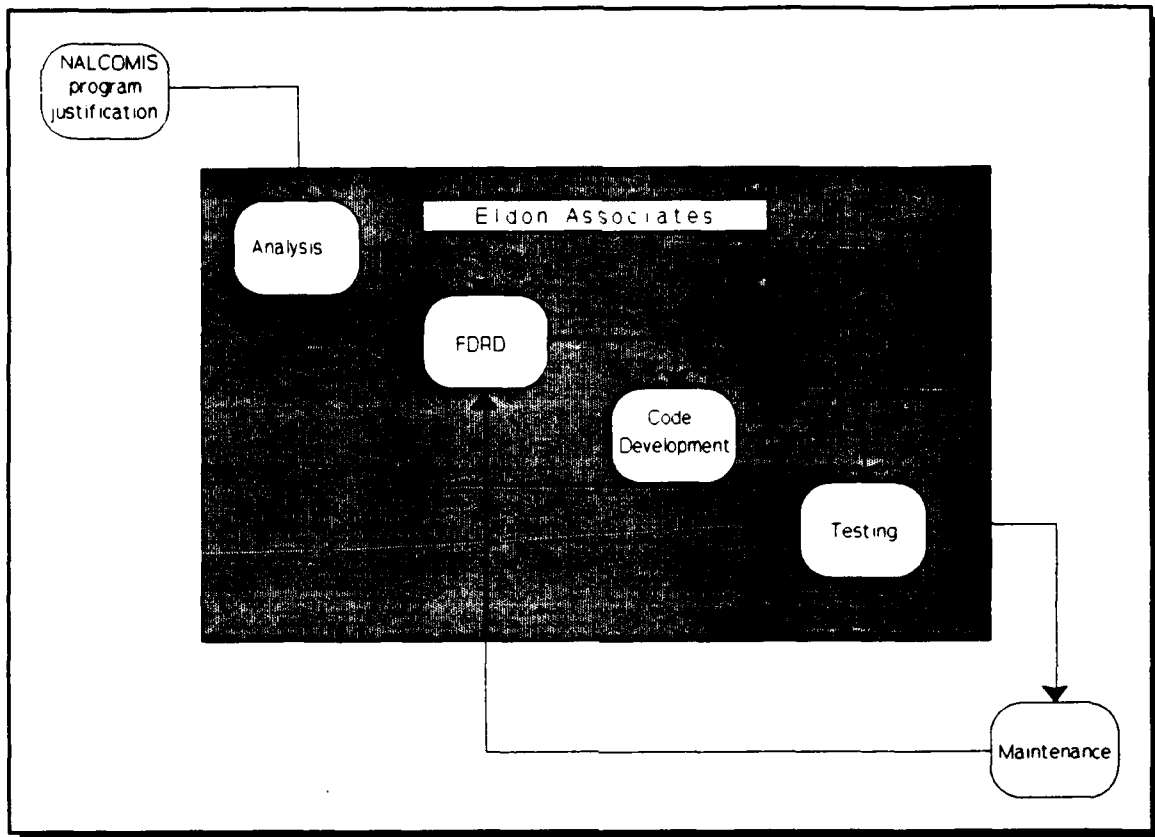 NALCOMIS
program
justification
Eldon Associates
Analysis
FDRD
Code
Development
Testing
Maintenance